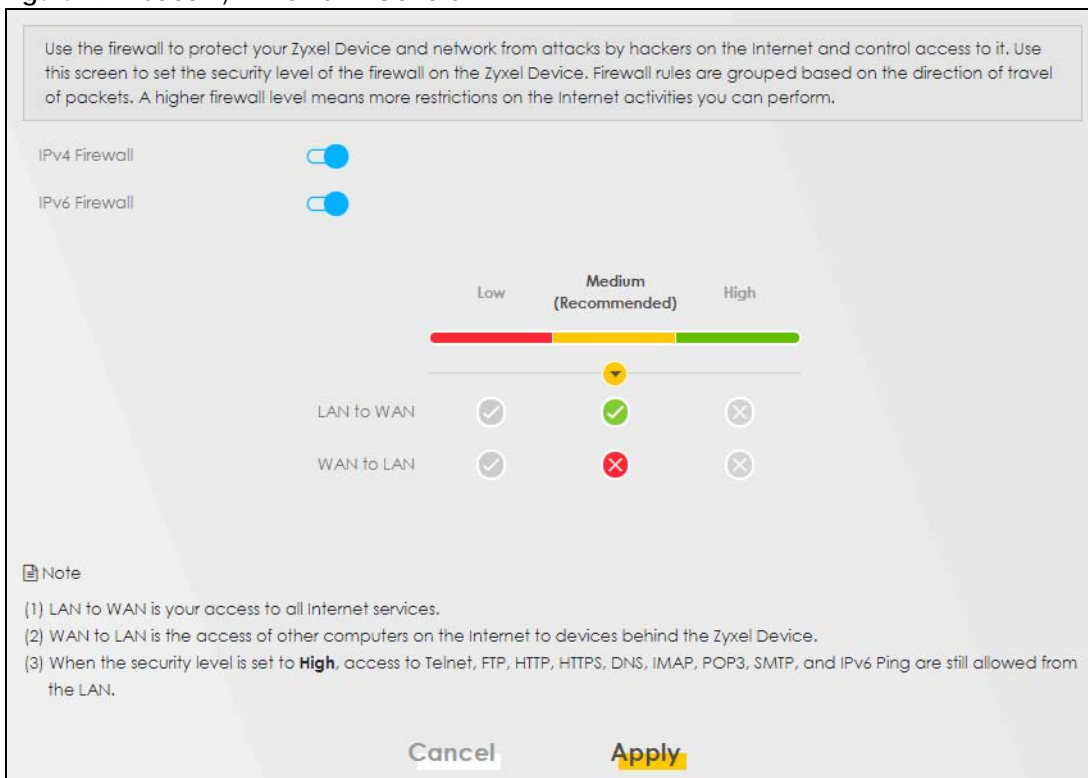 Use the firewall to protect your Zyxel Device and network from attacks by hackers on the Internet and control access to it. Use
this screen to set the security level of the firewall on the Zyxel Device. Firewall rules are grouped based on the direction of travel
of packets. A higher firewall level means more restrictions on the Internet activities you can perform.
IPv4 Firewall
IPv6 Firewall
Low
Medium
(Recommended)
High
LAN to WAN
WAN to LAN
Note
(1) LAN to WAN is your access to all Internet services.
(2) WAN to LAN is the access of other computers on the Internet to devices behind the Zyxel Device.
(3) When the security level is set to High, access to Telnet, FTP, HTTP, HTTPS, DNS, IMAP, POP3, SMTP, and IPv6 Ping are still allowed from
the LAN.
Cancel
Apply